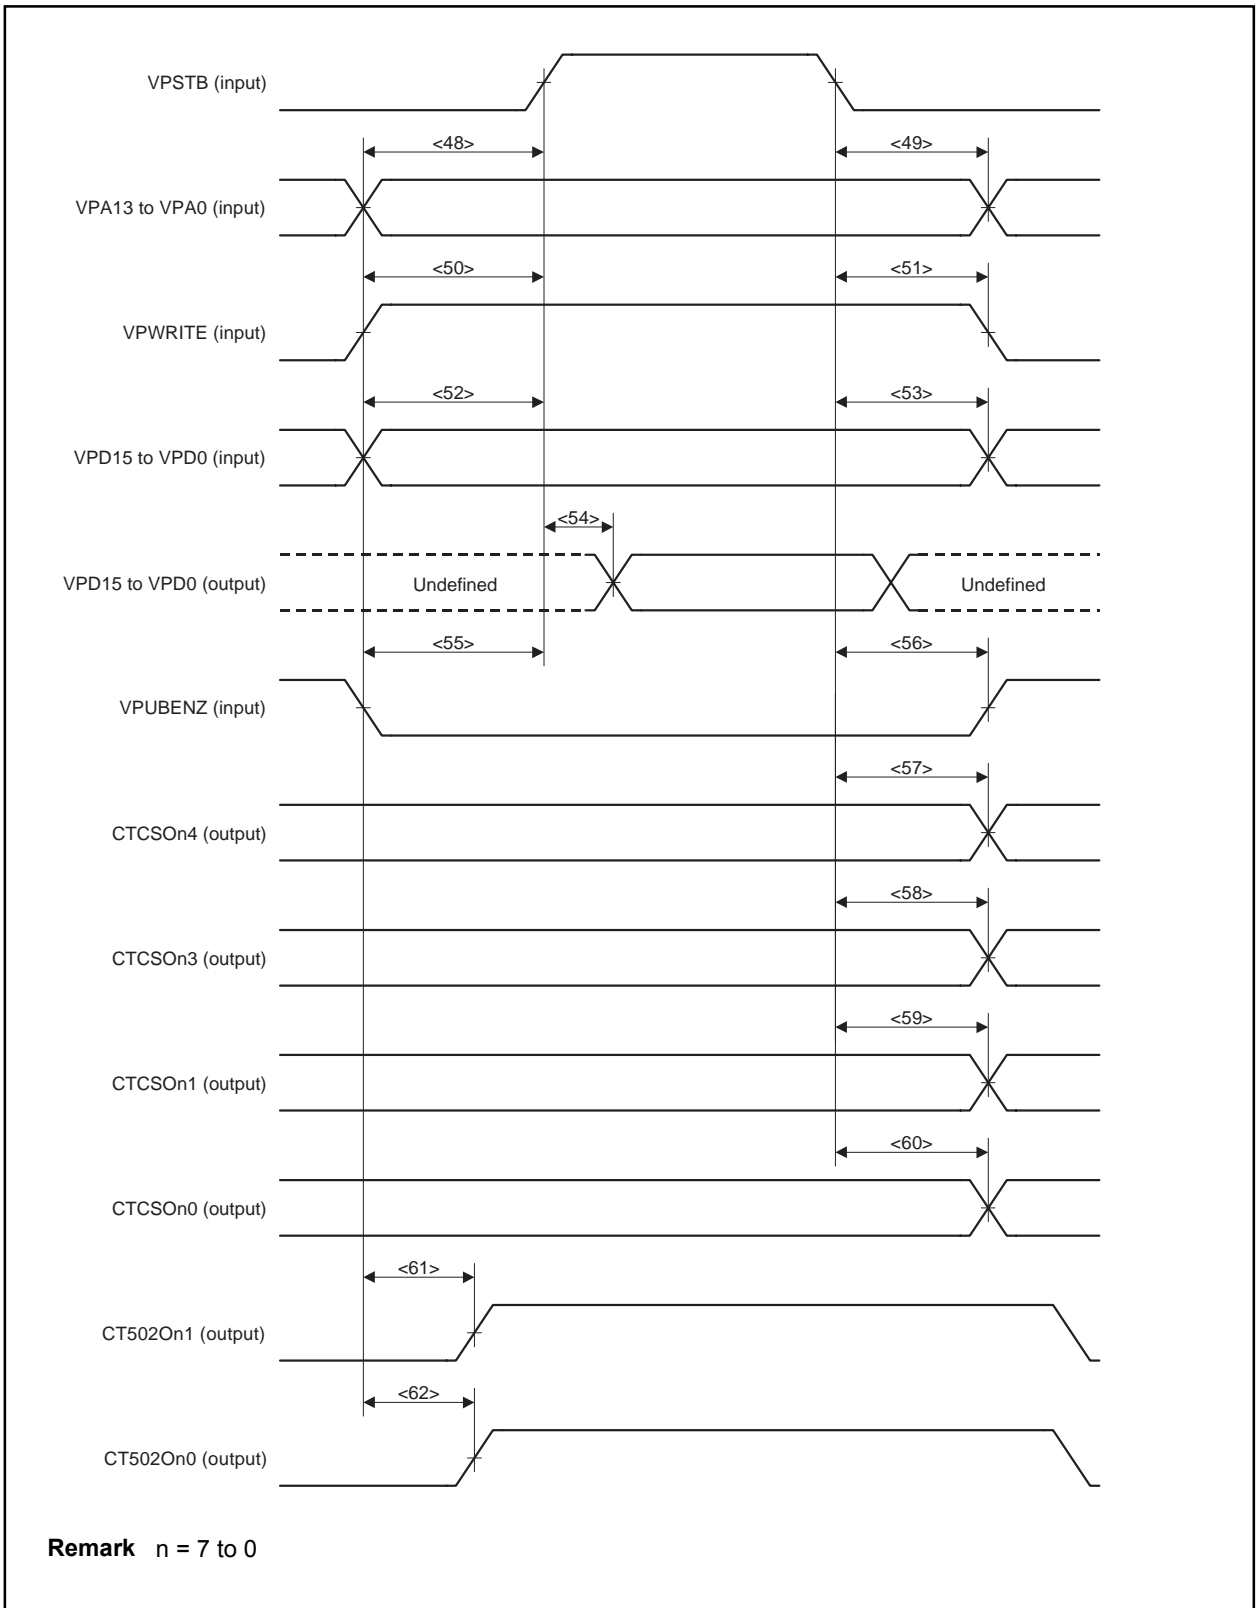 VPSTB (input)
<48> <49>
VPA13 to VPA0 (input)
<50> <51>
VPWRITE (input)
<52> <53>
VPD15 to VPD0 (input)
<54>
VPD15 to VPD0 (output) Undefined Undefined
<55> <56>
VPUBENZ (input)
<57>
CTCSOn4 (output)
<58>
CTCSOn3 (output)
<59>
CTCSOn1 (output)
<60>
CTCSOn0 (output)
<61>
CT502On1 (output)
<62>
CT502On0 (output)
Remark n = 7 to 0